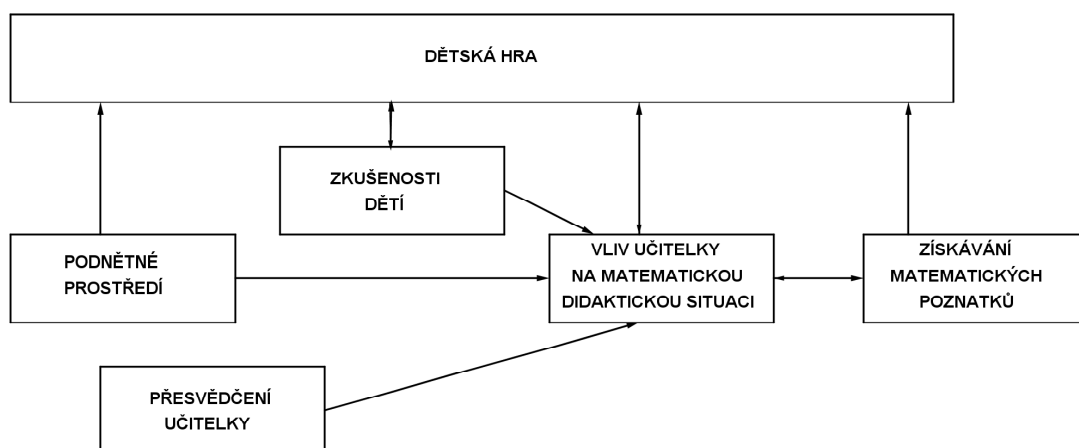 DĚTSKÁ HRA
ZKUŠENOSTI
DĚTÍ
PODNĚTNÉ
PROSTŘEDÍ
VLIV UČITELKY
NA MATEMATICKOU
DIDAKTICKOU SITUACI
ZÍSKÁVÁNÍ
MATEMATICKÝCH
POZNATKŮ
PŘESVĚDČENÍ
UČITELKY